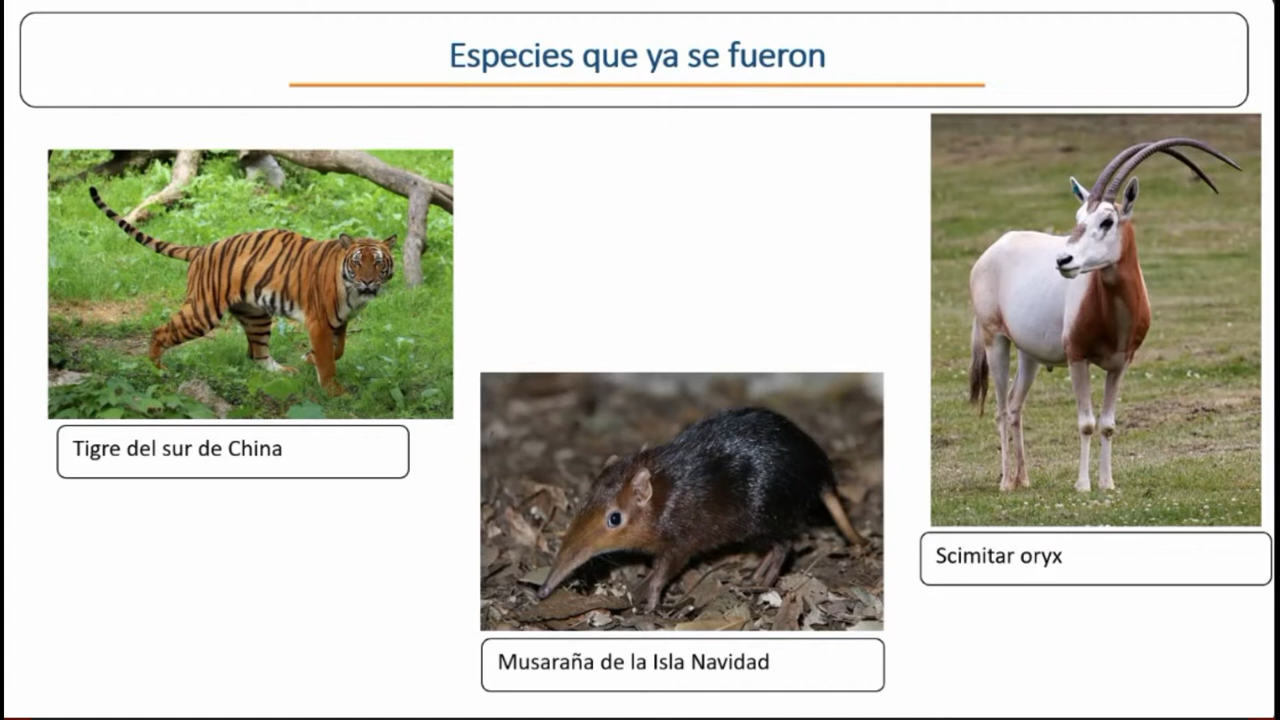 Especies que ya se fueron
Tigre del sur de China
Musaraña de la Isla Navidad
Scimitar oryx